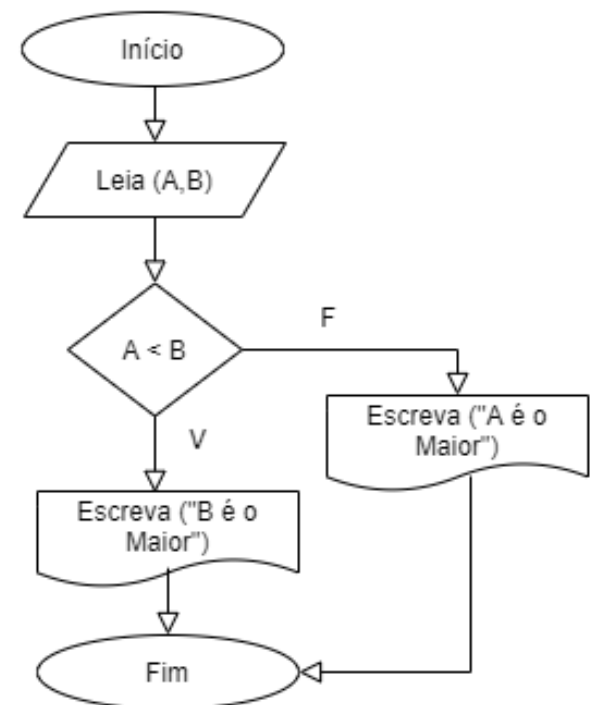 Início
Leia (A,B)
A < B
F
V
Escreva ("A é o
Maior")
Escreva ("B é o
Maior")
Fim